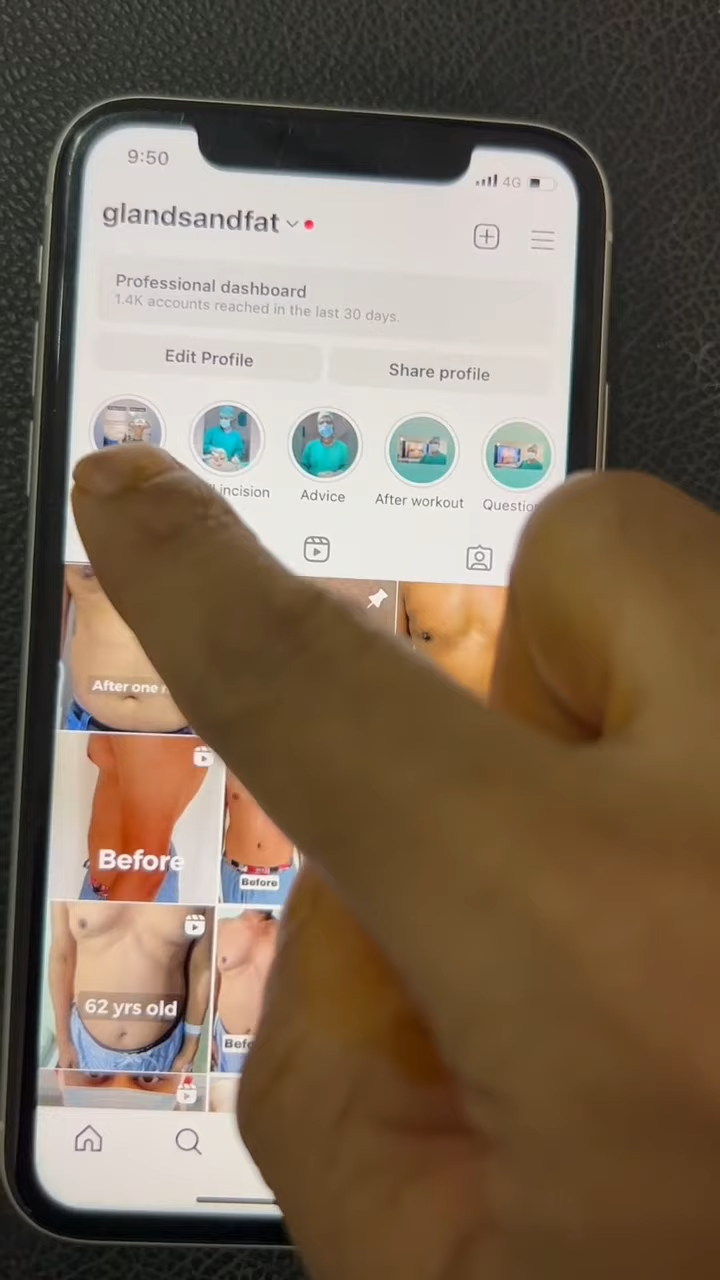 9:50
4G
glandsandfat
Professional dashboard
1.4K accounts reached in the last 30 days.
Edit Profile
Share profile
incision
Advice
After workout
Questio
After one
Before
Before
62 yrs old
Befo